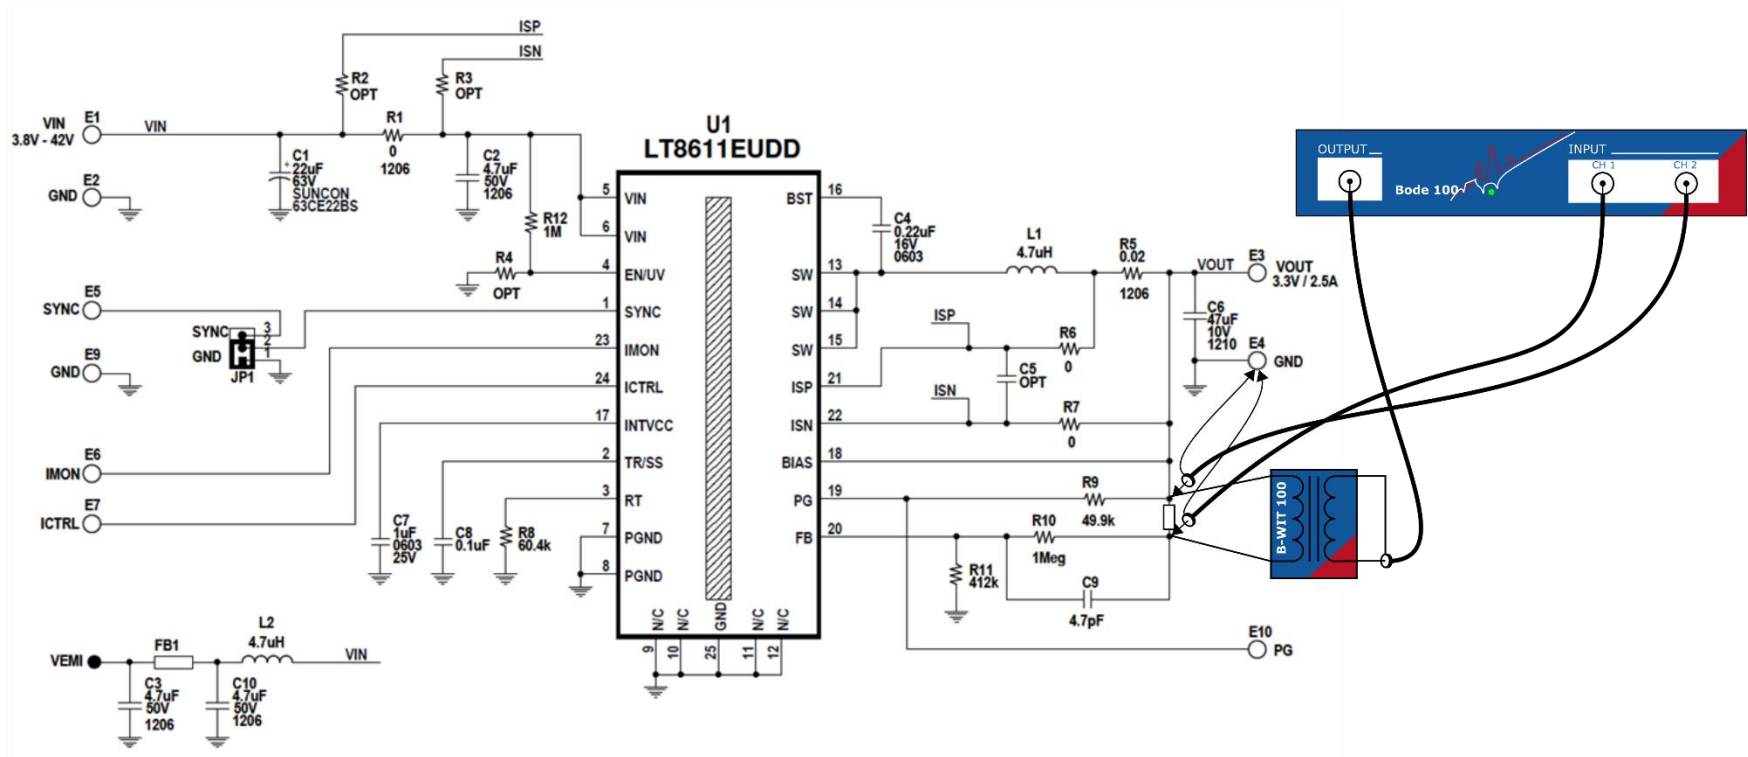 ISP
ISN
R2
OPT
R3
OPT
VIN
3.8V - 42V
E1
VIN
R1
0
1206
C1
+
22uF
63V
SUNCON
63CE22BS
C2
4.7uF
50V
1206
E2
GND
R12
1M
R4
OPT
E5
SYNC
SYNC
GND
3
2
1
JP1
E9
GND
E6
IMON
E7
ICTRL
C7
1uF
0603
25V
C8
0.1uF
R8
60.4k
U1
LT8611EUDD
5
VIN
6
VIN
4
EN/UV
1
SYNC
23
IMON
24
ICTRL
17
INTVCC
2
TR/SS
3
RT
7
PGND
8
PGND
BST
16
SW
13
SW
14
SW
15
ISP
21
ISN
22
BIAS
18
PG
19
FB
20
N/C
N/C
GND
N/C
N/C
9
10
25
11
12
C4
0.22uF
16V
0603
L1
4.7uH
R5
0.02
1206
VOUT
E3
VOUT
3.3V / 2.5A
C6
47uF
10V
1210
E4
GND
ISP
R6
0
C5
OPT
ISN
R7
0
R9
49.9k
R10
1Meg
R11
412k
C9
4.7pF
E10
PG
VEMI
FB1
L2
4.7uH
VIN
C3
4.7uF
50V
1206
C10
4.7uF
50V
1206
OUTPUT
Bode 100
INPUT
CH 1
CH 2
B-WIT 100